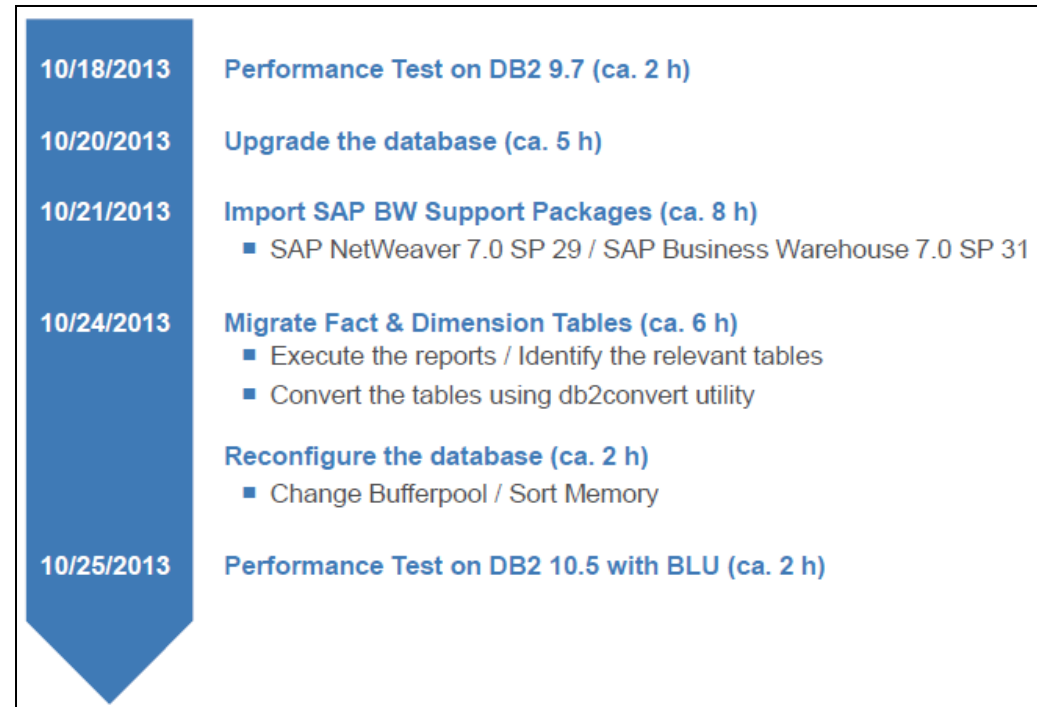 10/18/2013 Performance Test on DB2 9.7 (ca. 2 h)
10/20/2013 Upgrade the database (ca. 5 h)
10/21/2013 Import SAP BW Support Packages (ca. 8 h)
■ SAP NetWeaver 7.0 SP 29 / SAP Business Warehouse 7.0 SP 31
10/24/2013 Migrate Fact & Dimension Tables (ca. 6 h)
■ Execute the reports / Identify the relevant tables
■ Convert the tables using db2convert utility
Reconfigure the database (ca. 2 h)
■ Change Bufferpool / Sort Memory
10/25/2013 Performance Test on DB2 10.5 with BLU (ca. 2 h)